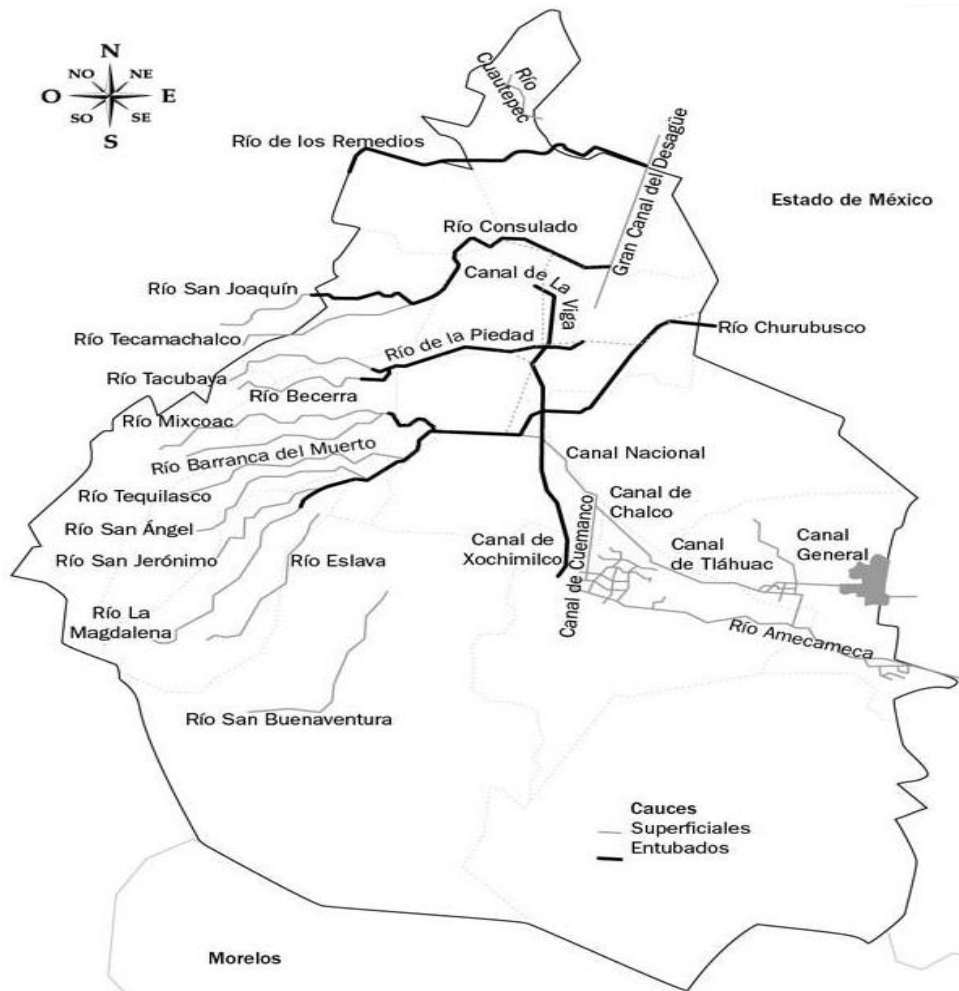 N
NO
NE
O
E
SO
SE
S
Río
Cuautepec
Río de los Remedios
Gran Canal del Desagüe
Estado de México
Río Consulado
Canal de La Viga
Río San Joaquín
Río Tecamachalco
Río de la Piedad
Río Churubusco
Río Tacubaya
Río Becerra
Río Mixcoac
Río Barranca del Muerto
Canal Nacional
Río Tequilasco
Canal de
Chalco
Río San Ángel
Canal de
Xochimilco
Canal de Cuemanco
Canal
de Tláhuac
Canal
General
Río San Jerónimo
Río Eslava
Río La
Magdalena
Río Amecameca
Río San Buenaventura
Cauces
Superficiales
Entubados
Morelos